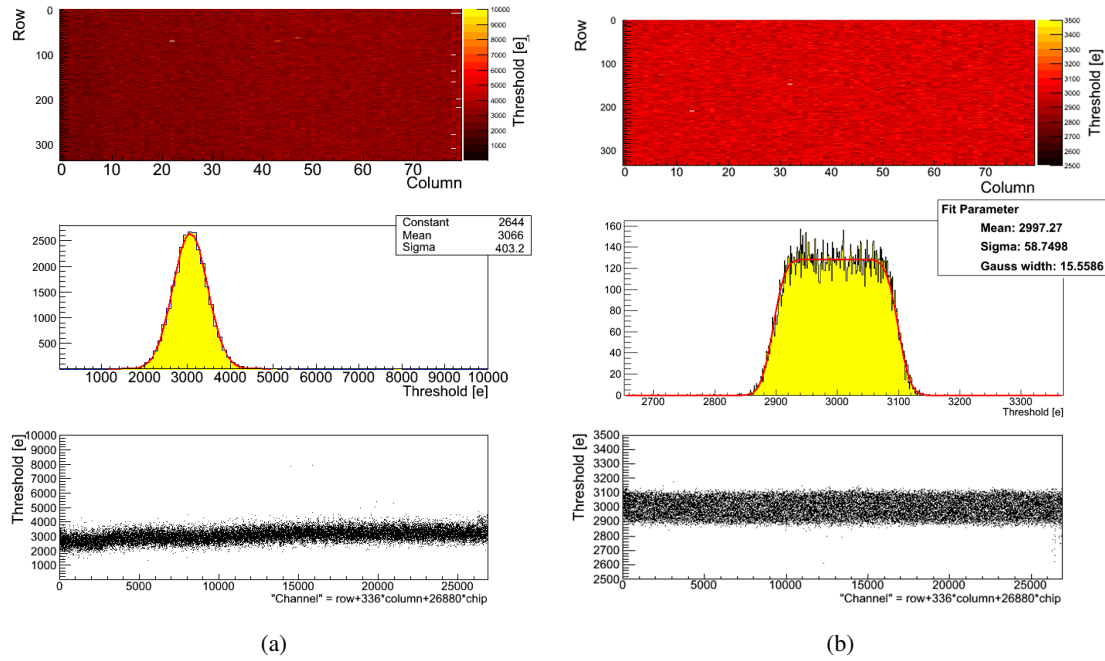 0
100
200
300
Row
0 10 20 30 40 50 60 70
Column
10000
9000
8000
7000
6000
5000
4000
3000
2000
1000
Threshold [e]
0
100
200
300
Row
0 10 20 30 40 50 60 70
Column
3500
3400
3300
3200
3100
3000
2900
2800
2700
2600
2500
Threshold [e]
2500
2000
1500
1000
500
Constant 2644
Mean 3066
Sigma 403.2
1000 2000 3000 4000 5000 6000 7000 8000 9000 10000
Threshold [e]
160
140
120
100
80
60
40
20
0
Fit Parameter
Mean: 2997.27
Sigma: 58.7498
Gauss width: 15.5586
2700 2800 2900 3000 3100 3200 3300
Threshold [e]
10000
9000
8000
7000
6000
5000
4000
3000
2000
1000
Threshold [e]
0 5000 10000 15000 20000 25000
"Channel" = row+336*column+26880*chip
3500
3400
3300
3200
3100
3000
2900
2800
2700
2600
2500
Threshold [e]
0 5000 10000 15000 20000 25000
"Channel" = row+336*column+26880*chip
(a)
(b)